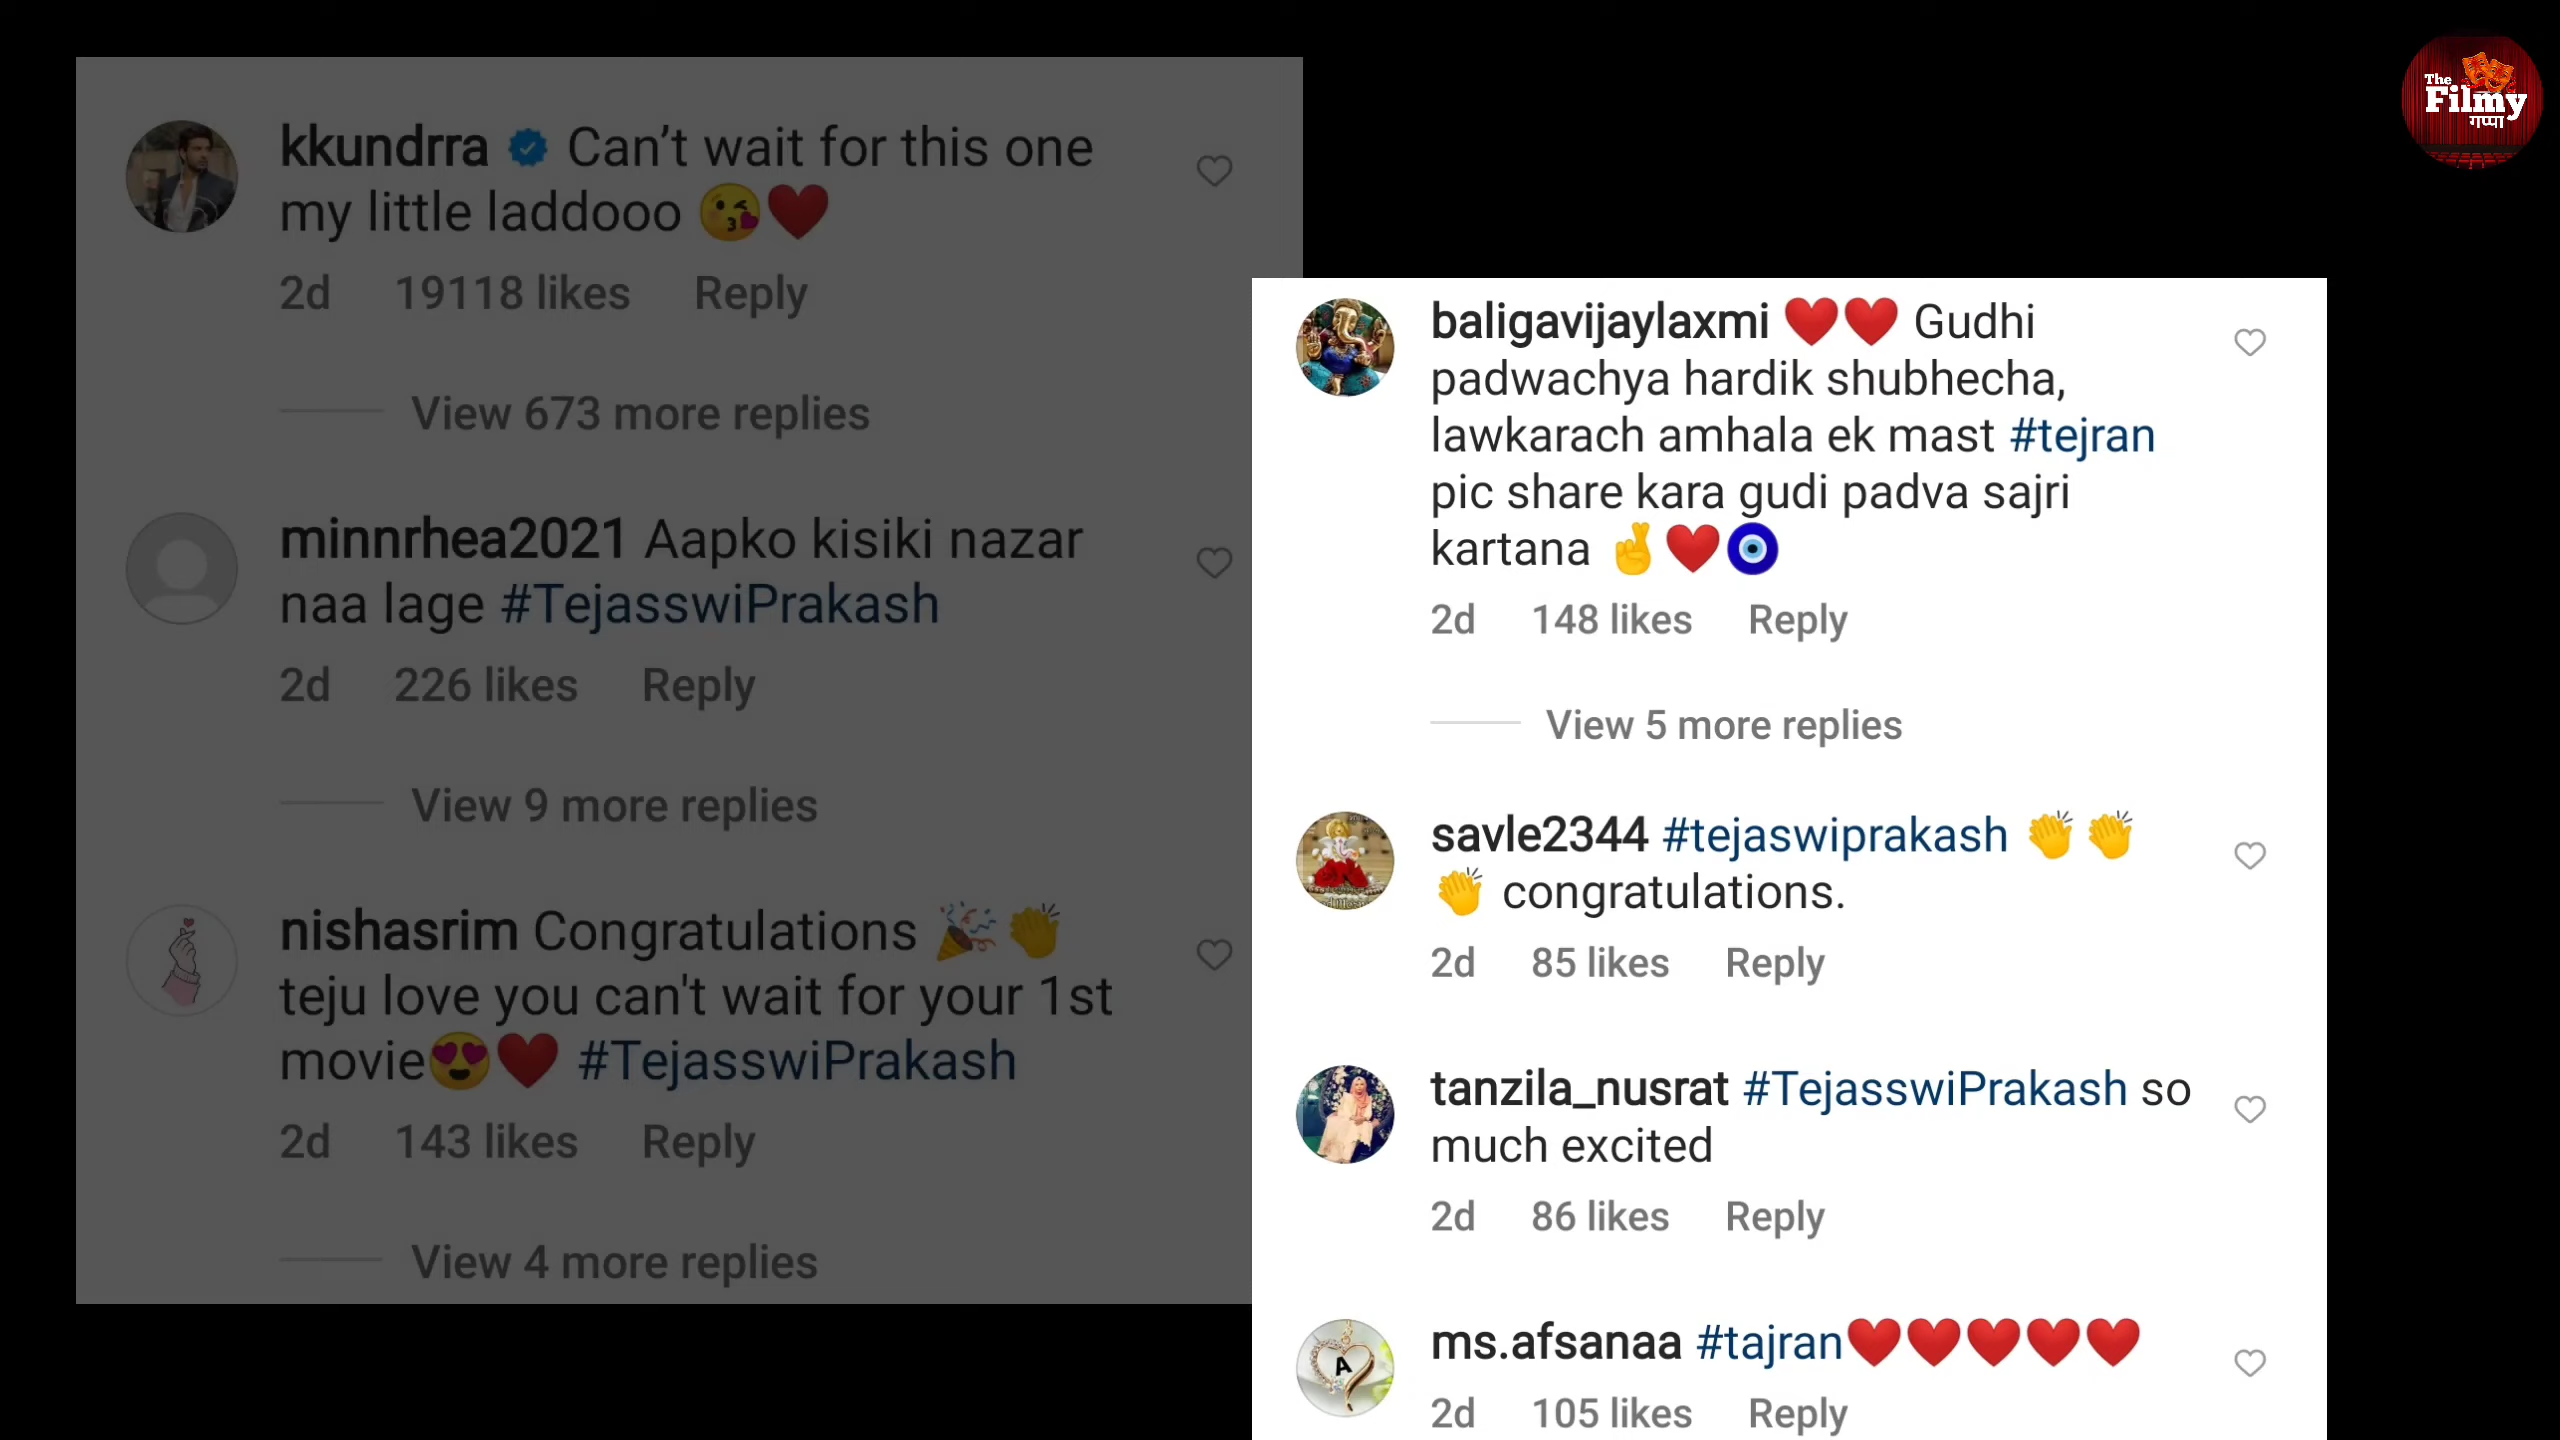 kkundrra Can't wait for this one
my little laddooo 😘❤️
2d 19118 likes Reply
View 673 more replies
minnrhea2021 Aapko kisiki nazar
naa lage #TejasswiPrakash
2d 226 likes Reply
View 9 more replies
nishasrim Congratulations 🎉👏
teju love you can't wait for your 1st
movie😍❤️ #TejasswiPrakash
2d 143 likes Reply
View 4 more replies
baligavijaylaxmi ❤️❤️ Gudhi
padwachya hardik shubhecha,
lawkarach amhala ek mast #tejran
pic share kara gudi padva sajri
kartana 🤞❤️🧿
2d 148 likes Reply
View 5 more replies
savle2344 #tejaswiprakash 👏👏
👏 congratulations.
2d 85 likes Reply
tanzila_nusrat #TejasswiPrakash so
much excited
2d 86 likes Reply
ms.afsanaa #tajran❤️❤️❤️❤️❤️
2d 105 likes Reply
The
Filmy
गप्पा
A